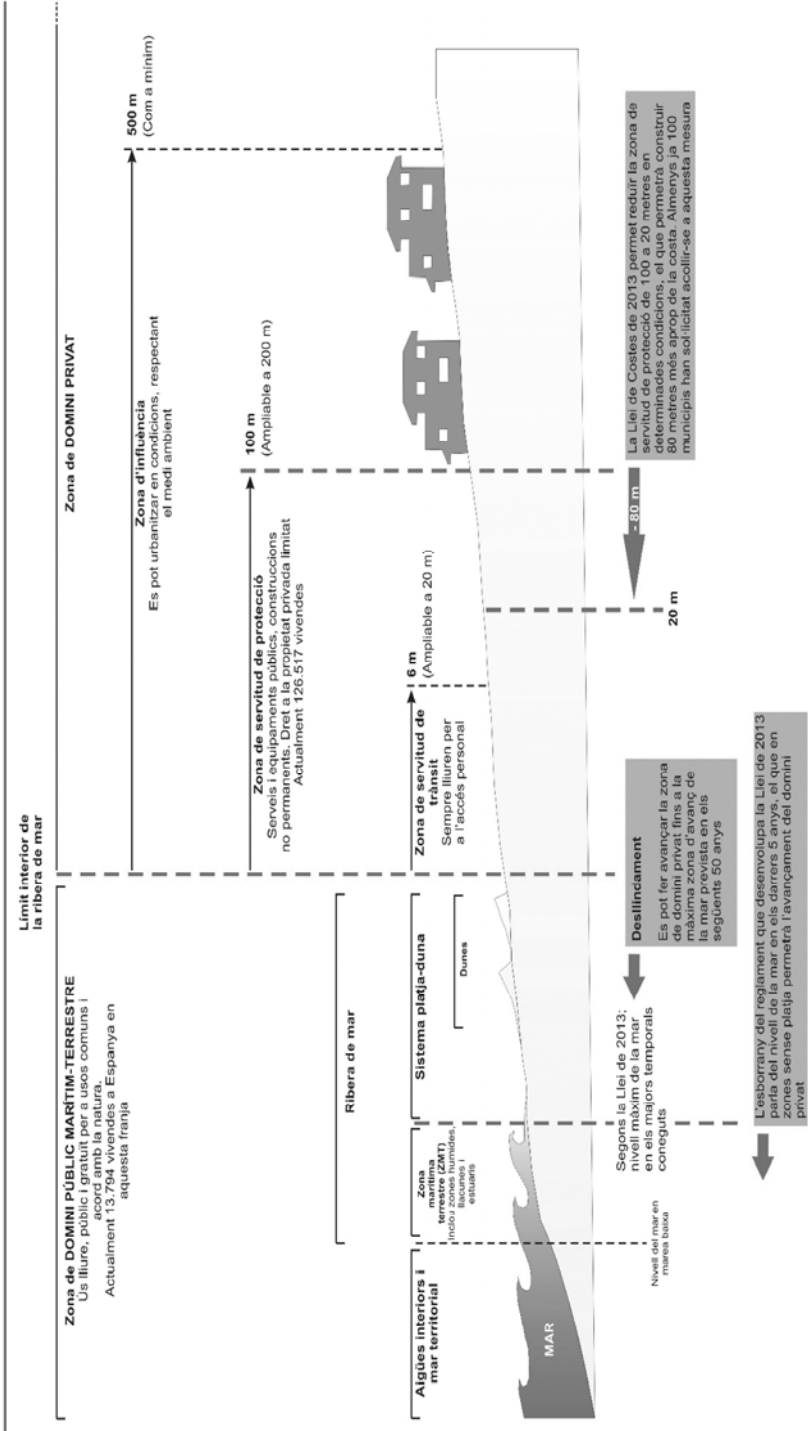 Límit interior de
la ribera de mar
Zona de DOMINI PÚBLIC MARÍTIM-TERRESTRE
Ús lliure, públic i gratuït per a usos comuns i
acord amb la natura.
Actualment 13.794 vivendes a Espanya en
aquesta franja
Zona de DOMINI PRIVAT
500 m
(Com a mínim)
Zona d'influència
Es pot urbanitzar en condicions, respectant
el medi ambient
100 m
(Ampliable a 200 m)
Zona de servitud de protecció
Serveis i equipaments públics, construccions
no permanents. Dret a la propietat privada limitat
Actualment 126.517 vivendes
Ribera de mar
6 m
(Ampliable a 20 m)
Aigües interiors i
mar territorial
Zona
marítima
terrestre (ZMT)
Inclou zones humides,
llacunes i
estuaris
Sistema platja-duna
Dunes
Zona de servitud de
trànsit
Sempre lliuren per
a l'accés personal
MAR
Nivell del mar en
marea baixa
Segons la Llei de 2013;
nivell màxim de la mar
en els majors temporals
coneguts
Desllindament
Es pot fer avançar la zona
de domini privat fins a la
màxima zona d'avanç de
la mar prevista en els
següents 50 anys
20 m
- 80 m
La Llei de Costes de 2013 permet reduïr la zona de
servitud de protecció de 100 a 20 metres en
determinades condicions, el que permetrà construir
80 metres més aprop de la costa. Almenys ja 100
municipis han sol·licitat acollir-se a aquesta mesura
L'esborrany del reglament que desenvolupa la Llei de 2013
parla del nivell de la mar en els darrers 5 anys, el que en
zones sense platja permetrà l'avançament del domini
privat